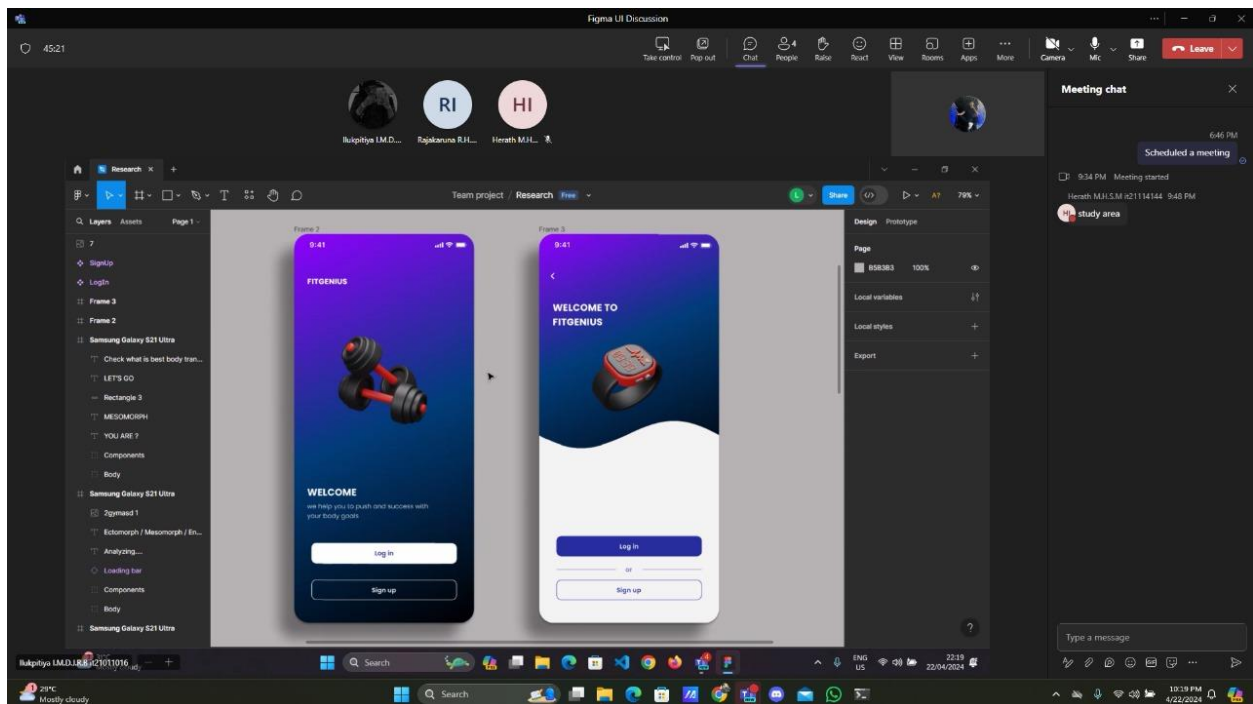 Figma UI Discussion
45:21
Take control Pop out Chat People Raise React View Rooms Apps More Camera Mic Share Leave
RI HI
Ilukpitiya I.M.D.... Rajakaruna R.H.... Herath M.H....
Meeting chat
6:46 PM
Scheduled a meeting
9:34 PM Meeting started
Herath M.H.S.M it21114144 9:48 PM
HI study area
Research
Team project / Research Free
L Share A? 79%
Layers Assets Page 1
7
SignUp
LogIn
Frame 3
Frame 2
Samsung Galaxy S21 Ultra
Check what is best body tran...
LET'S GO
Rectangle 3
MESOMORPH
YOU ARE ?
Components
Body
Samsung Galaxy S21 Ultra
2gymasd 1
Ectomorph / Mesomorph / En...
Analyzing....
Loading bar
Components
Body
Samsung Galaxy S21 Ultra
Frame 2
9:41
FITGENIUS
WELCOME
we help you to push and success with
your body goals
Log in
Sign up
Frame 3
9:41
WELCOME TO
FITGENIUS
Log in
or
Sign up
Design Prototype
Page
B5B3B3 100%
Local variables
Local styles
Export
?
Type a message
Search
ENG
US
22:19
22/04/2024
29°C
Mostly cloudy
Search
10:19 PM
4/22/2024